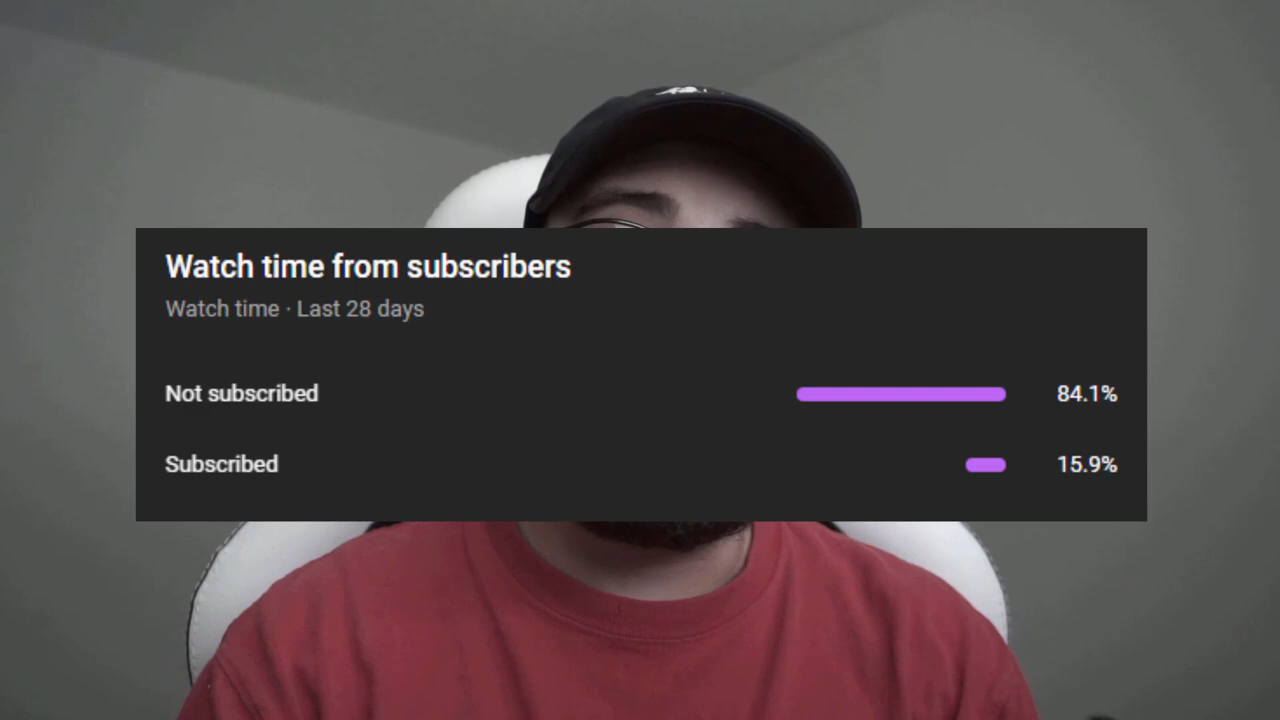 Watch time from subscribers
Watch time · Last 28 days
Not subscribed 84.1%
Subscribed 15.9%